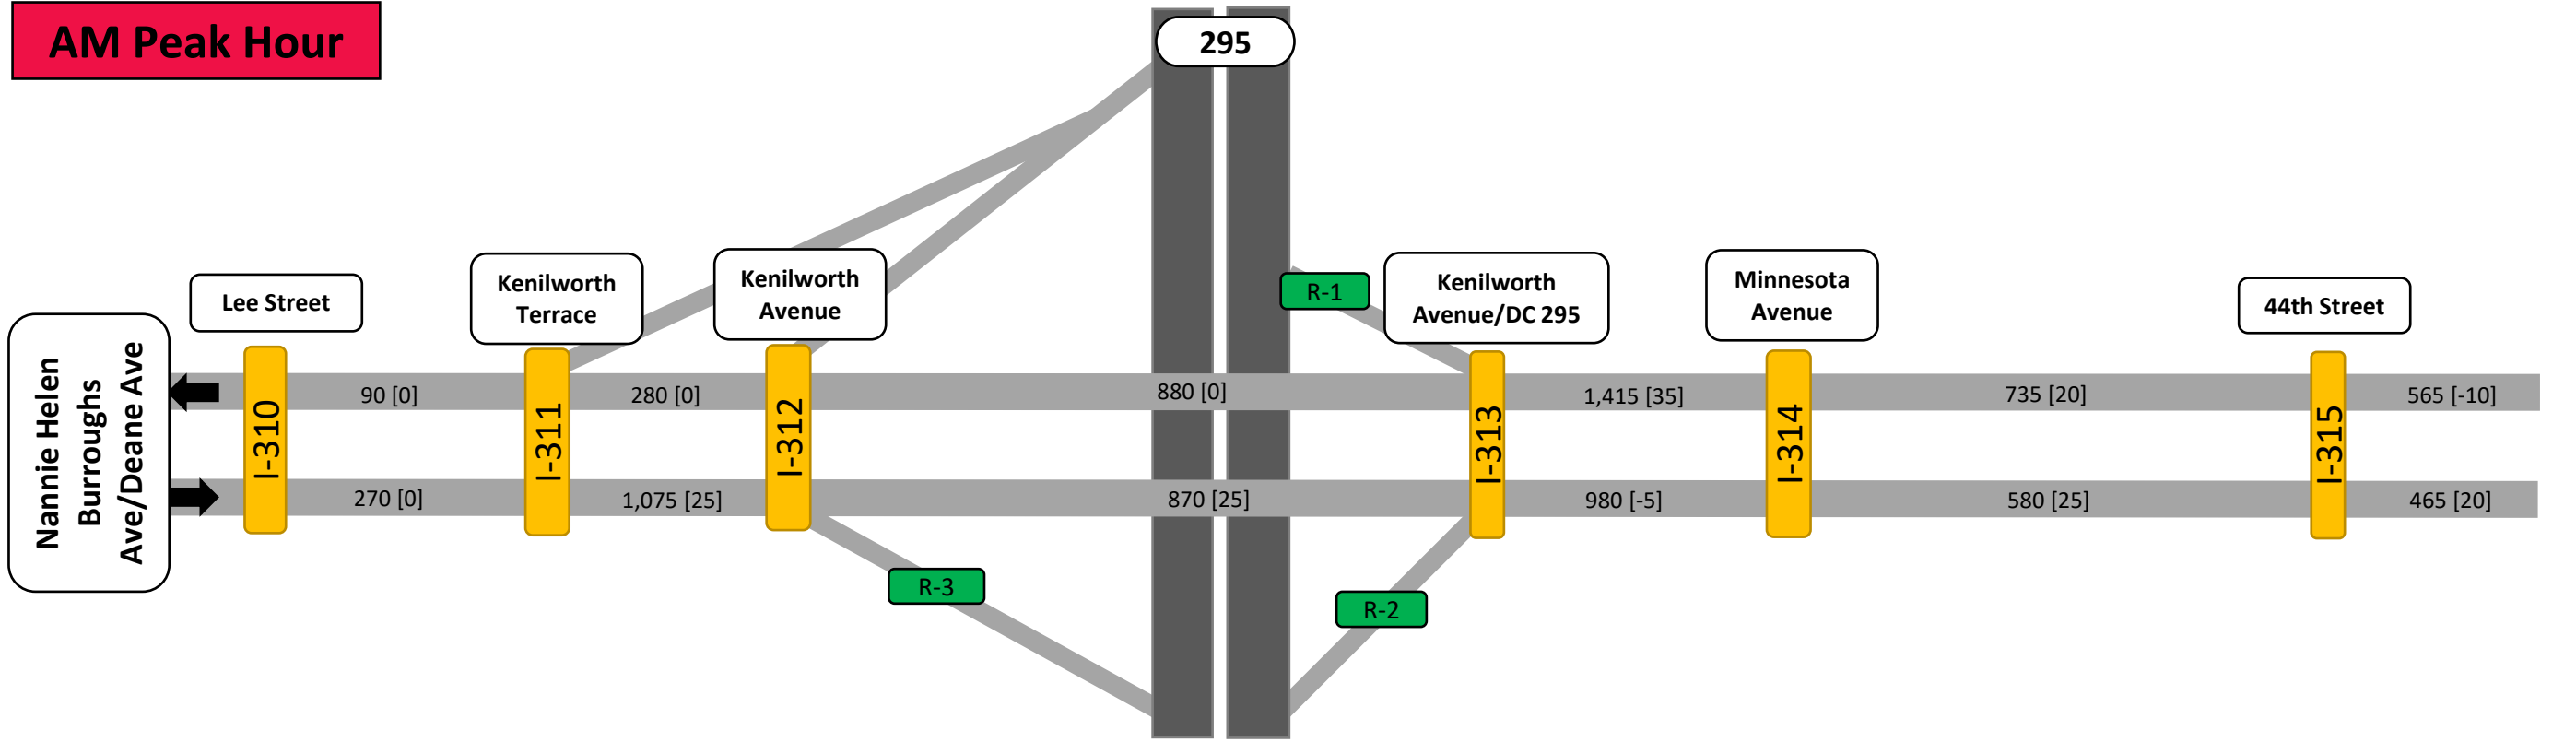 AM Peak Hour
295
R-1
Lee Street
Kenilworth
Terrace
Kenilworth
Avenue
Kenilworth
Avenue/DC 295
Minnesota
Avenue
44th Street
Nannie Helen
Burroughs
Ave/Deane Ave
I-310
I-311
I-312
I-313
I-314
I-315
90 [0]
280 [0]
880 [0]
1,415 [35]
735 [20]
565 [-10]
270 [0]
1,075 [25]
870 [25]
980 [-5]
580 [25]
465 [20]
R-3
R-2